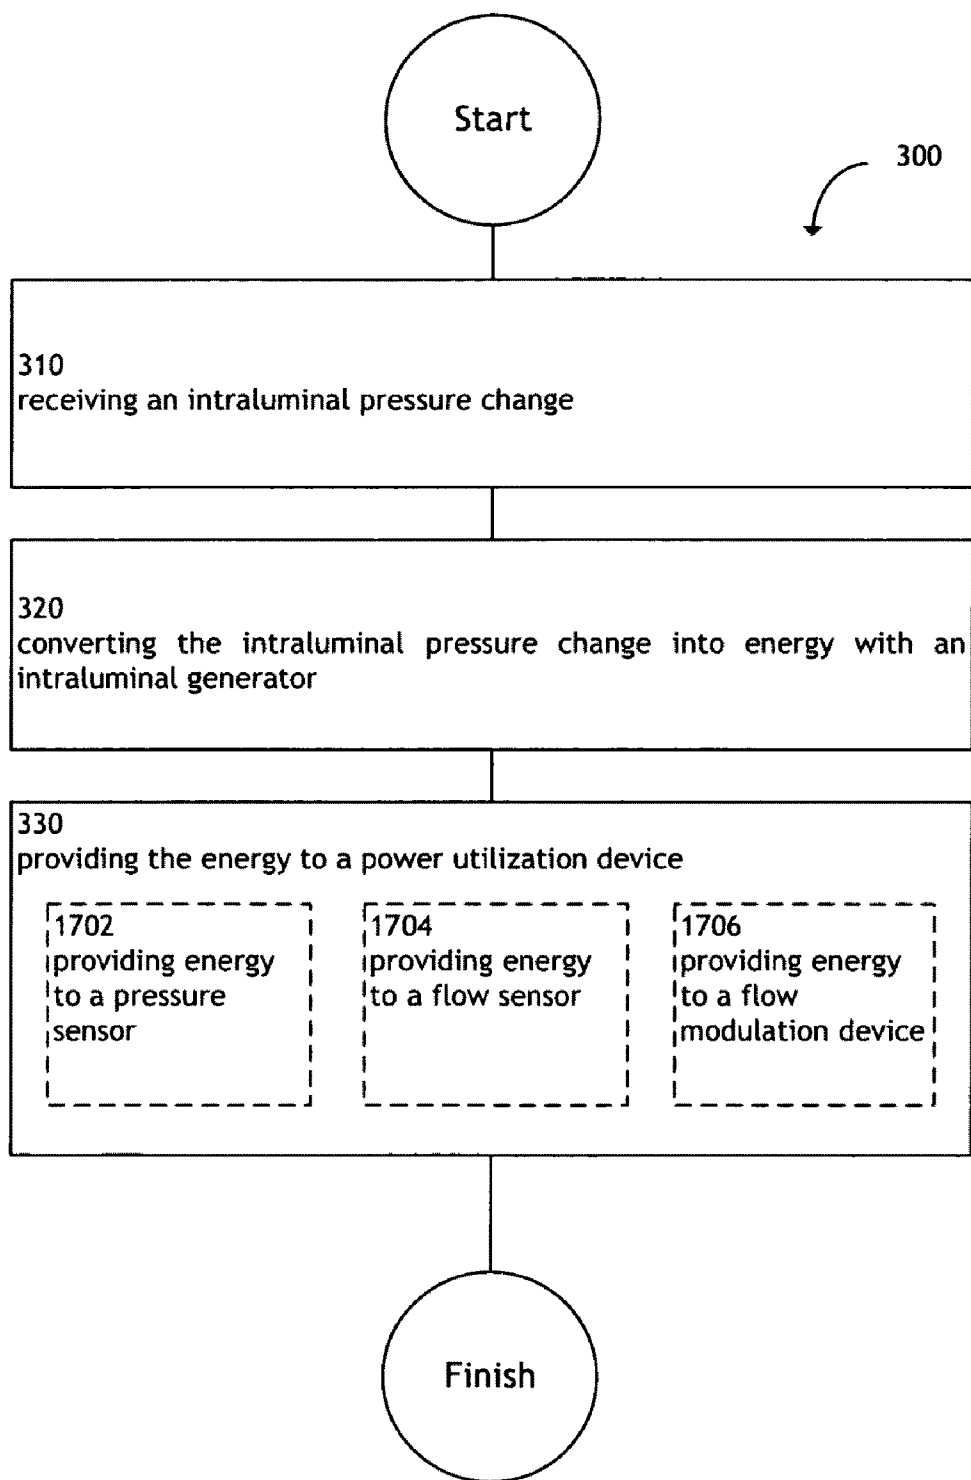 Start
300
310
receiving an intraluminal pressure change
320
converting the intraluminal pressure change into energy with an
intraluminal generator
330
providing the energy to a power utilization device
1702
providing energy
to a pressure
sensor
1704
providing energy
to a flow sensor
1706
providing energy
to a flow
modulation device
Finish